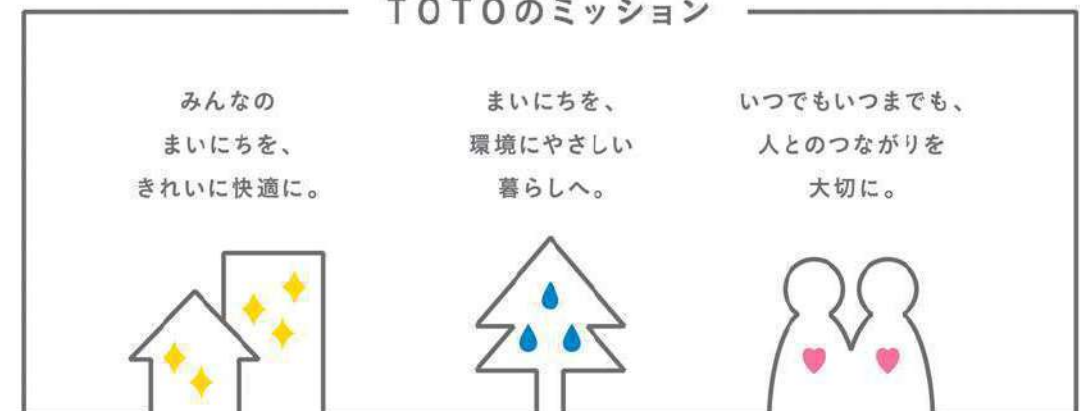 TOTOのミッション
みんなの
まいにちを、
きれいに快適に。
まいにちを、
環境にやさしい
暮らしへ。
いつでもいつまでも、
人とのつながりを
大切に。